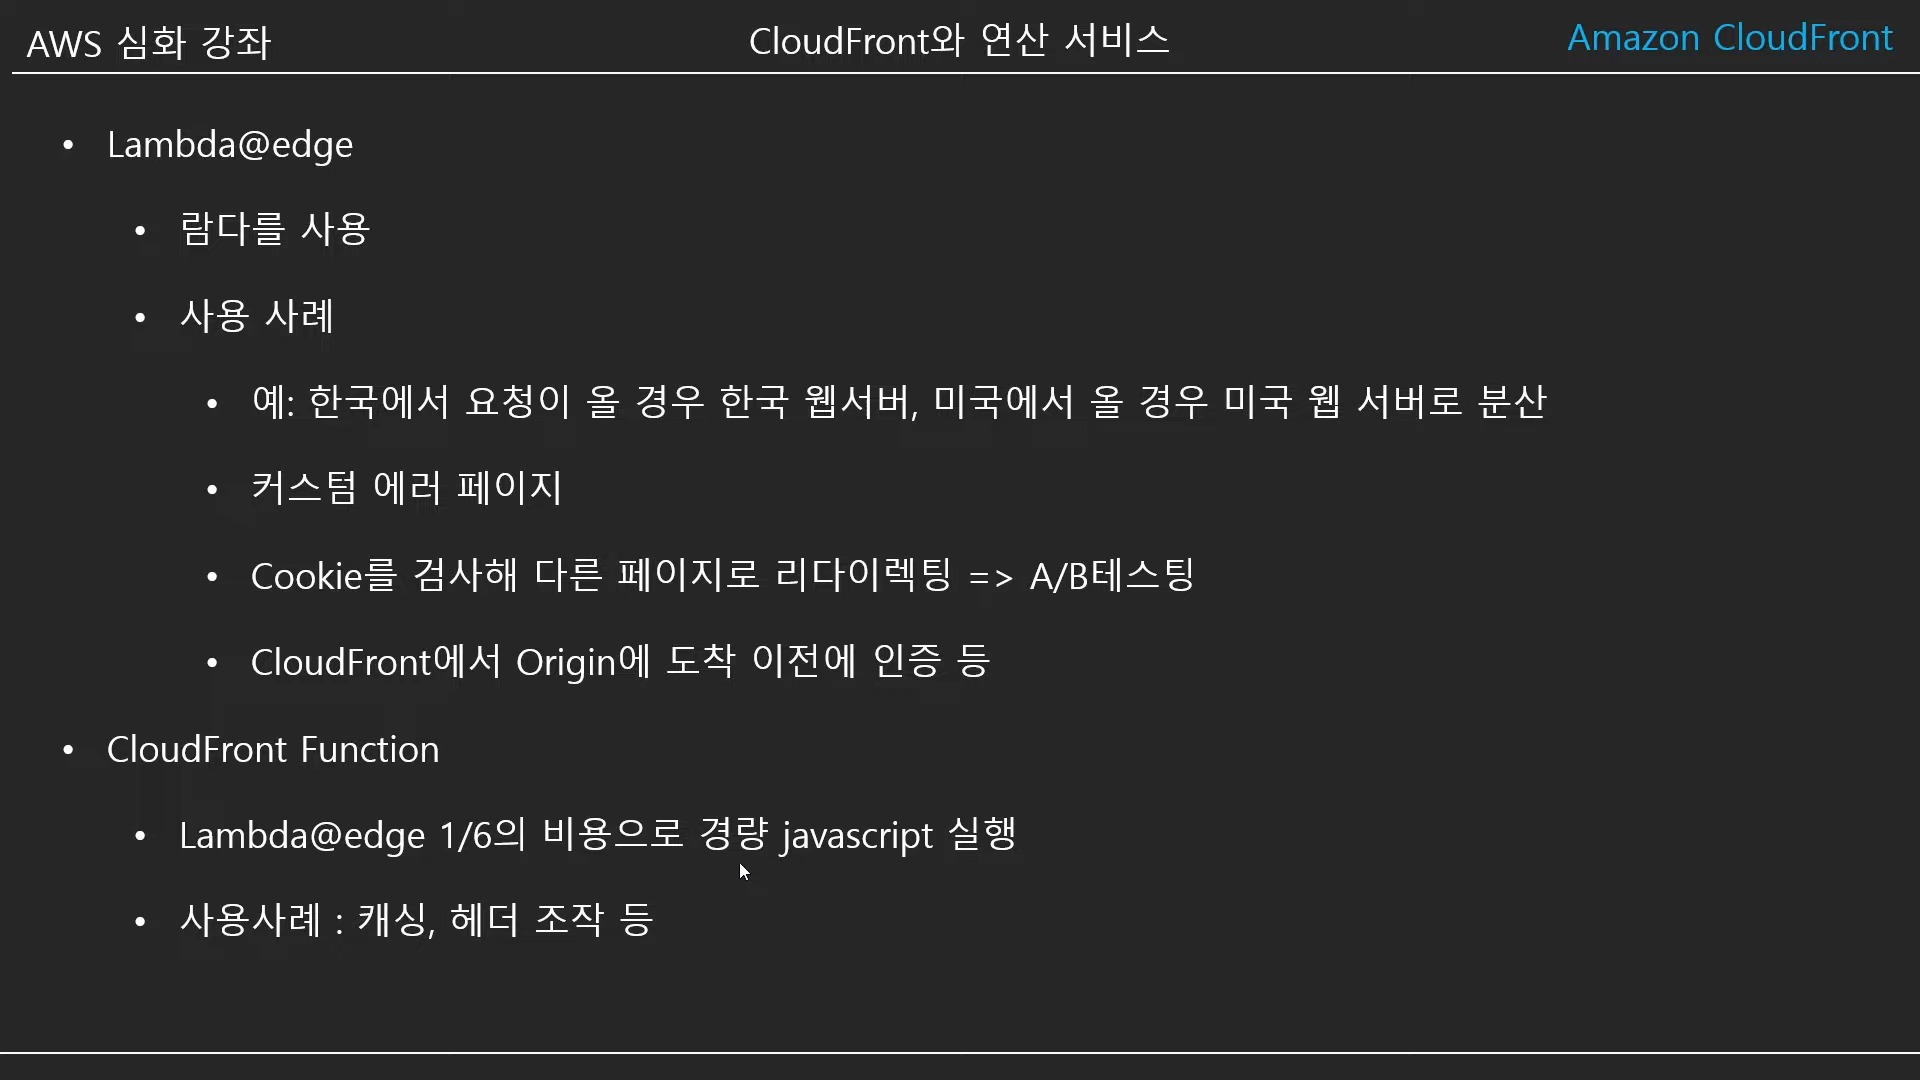 AWS 심화 강좌
CloudFront와 연산 서비스
Amazon CloudFront
• Lambda@edge
• 람다를 사용
• 사용 사례
• 예: 한국에서 요청이 올 경우 한국 웹서버, 미국에서 올 경우 미국 웹 서버로 분산
• 커스텀 에러 페이지
• Cookie를 검사해 다른 페이지로 리다이렉팅 => A/B테스팅
• CloudFront에서 Origin에 도착 이전에 인증 등
• CloudFront Function
• Lambda@edge 1/6의 비용으로 경량 javascript 실행
• 사용사례 : 캐싱, 헤더 조작 등